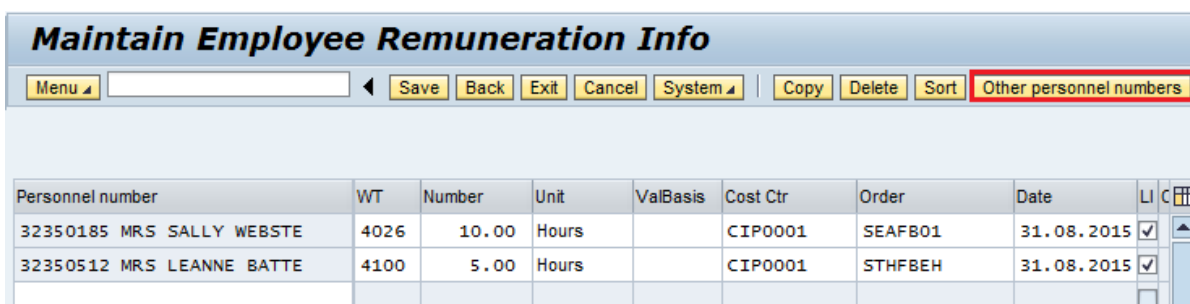 Maintain Employee Remuneration Info
Menu Save Back Exit Cancel System Copy Delete Sort Other personnel numbers
Personnel number WT Number Unit ValBasis Cost Ctr Order Date LI C
32350185 MRS SALLY WEBSTE 4026 10.00 Hours CIP0001 SEAFB01 31.08.2015
32350512 MRS LEANNE BATTE 4100 5.00 Hours CIP0001 STHFBEH 31.08.2015